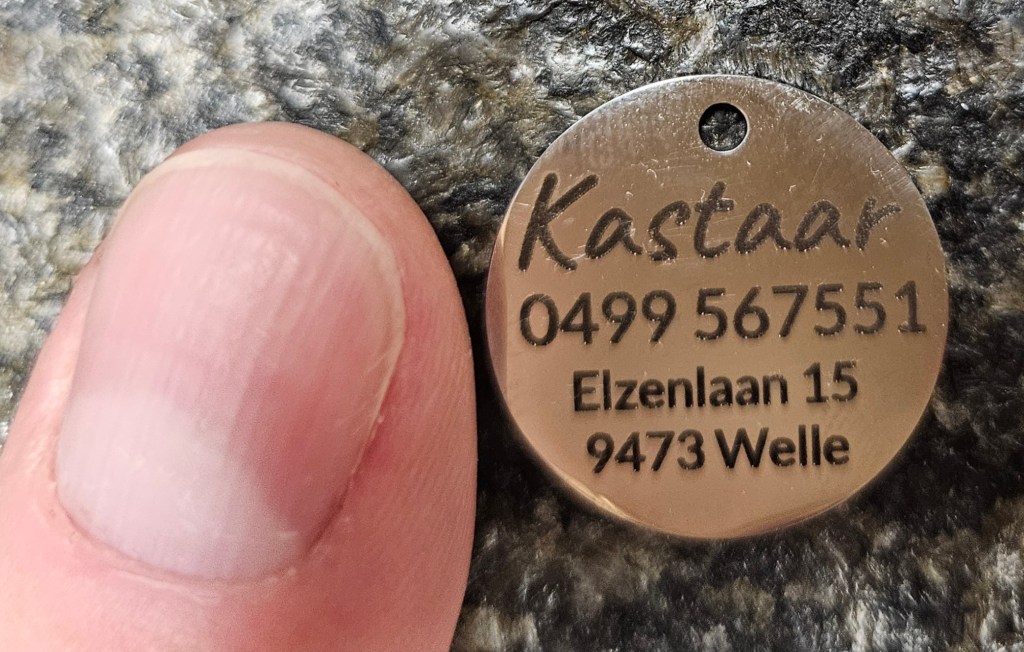 Kastaar
0499 567551
Elzenlaan 15
9473 Welle